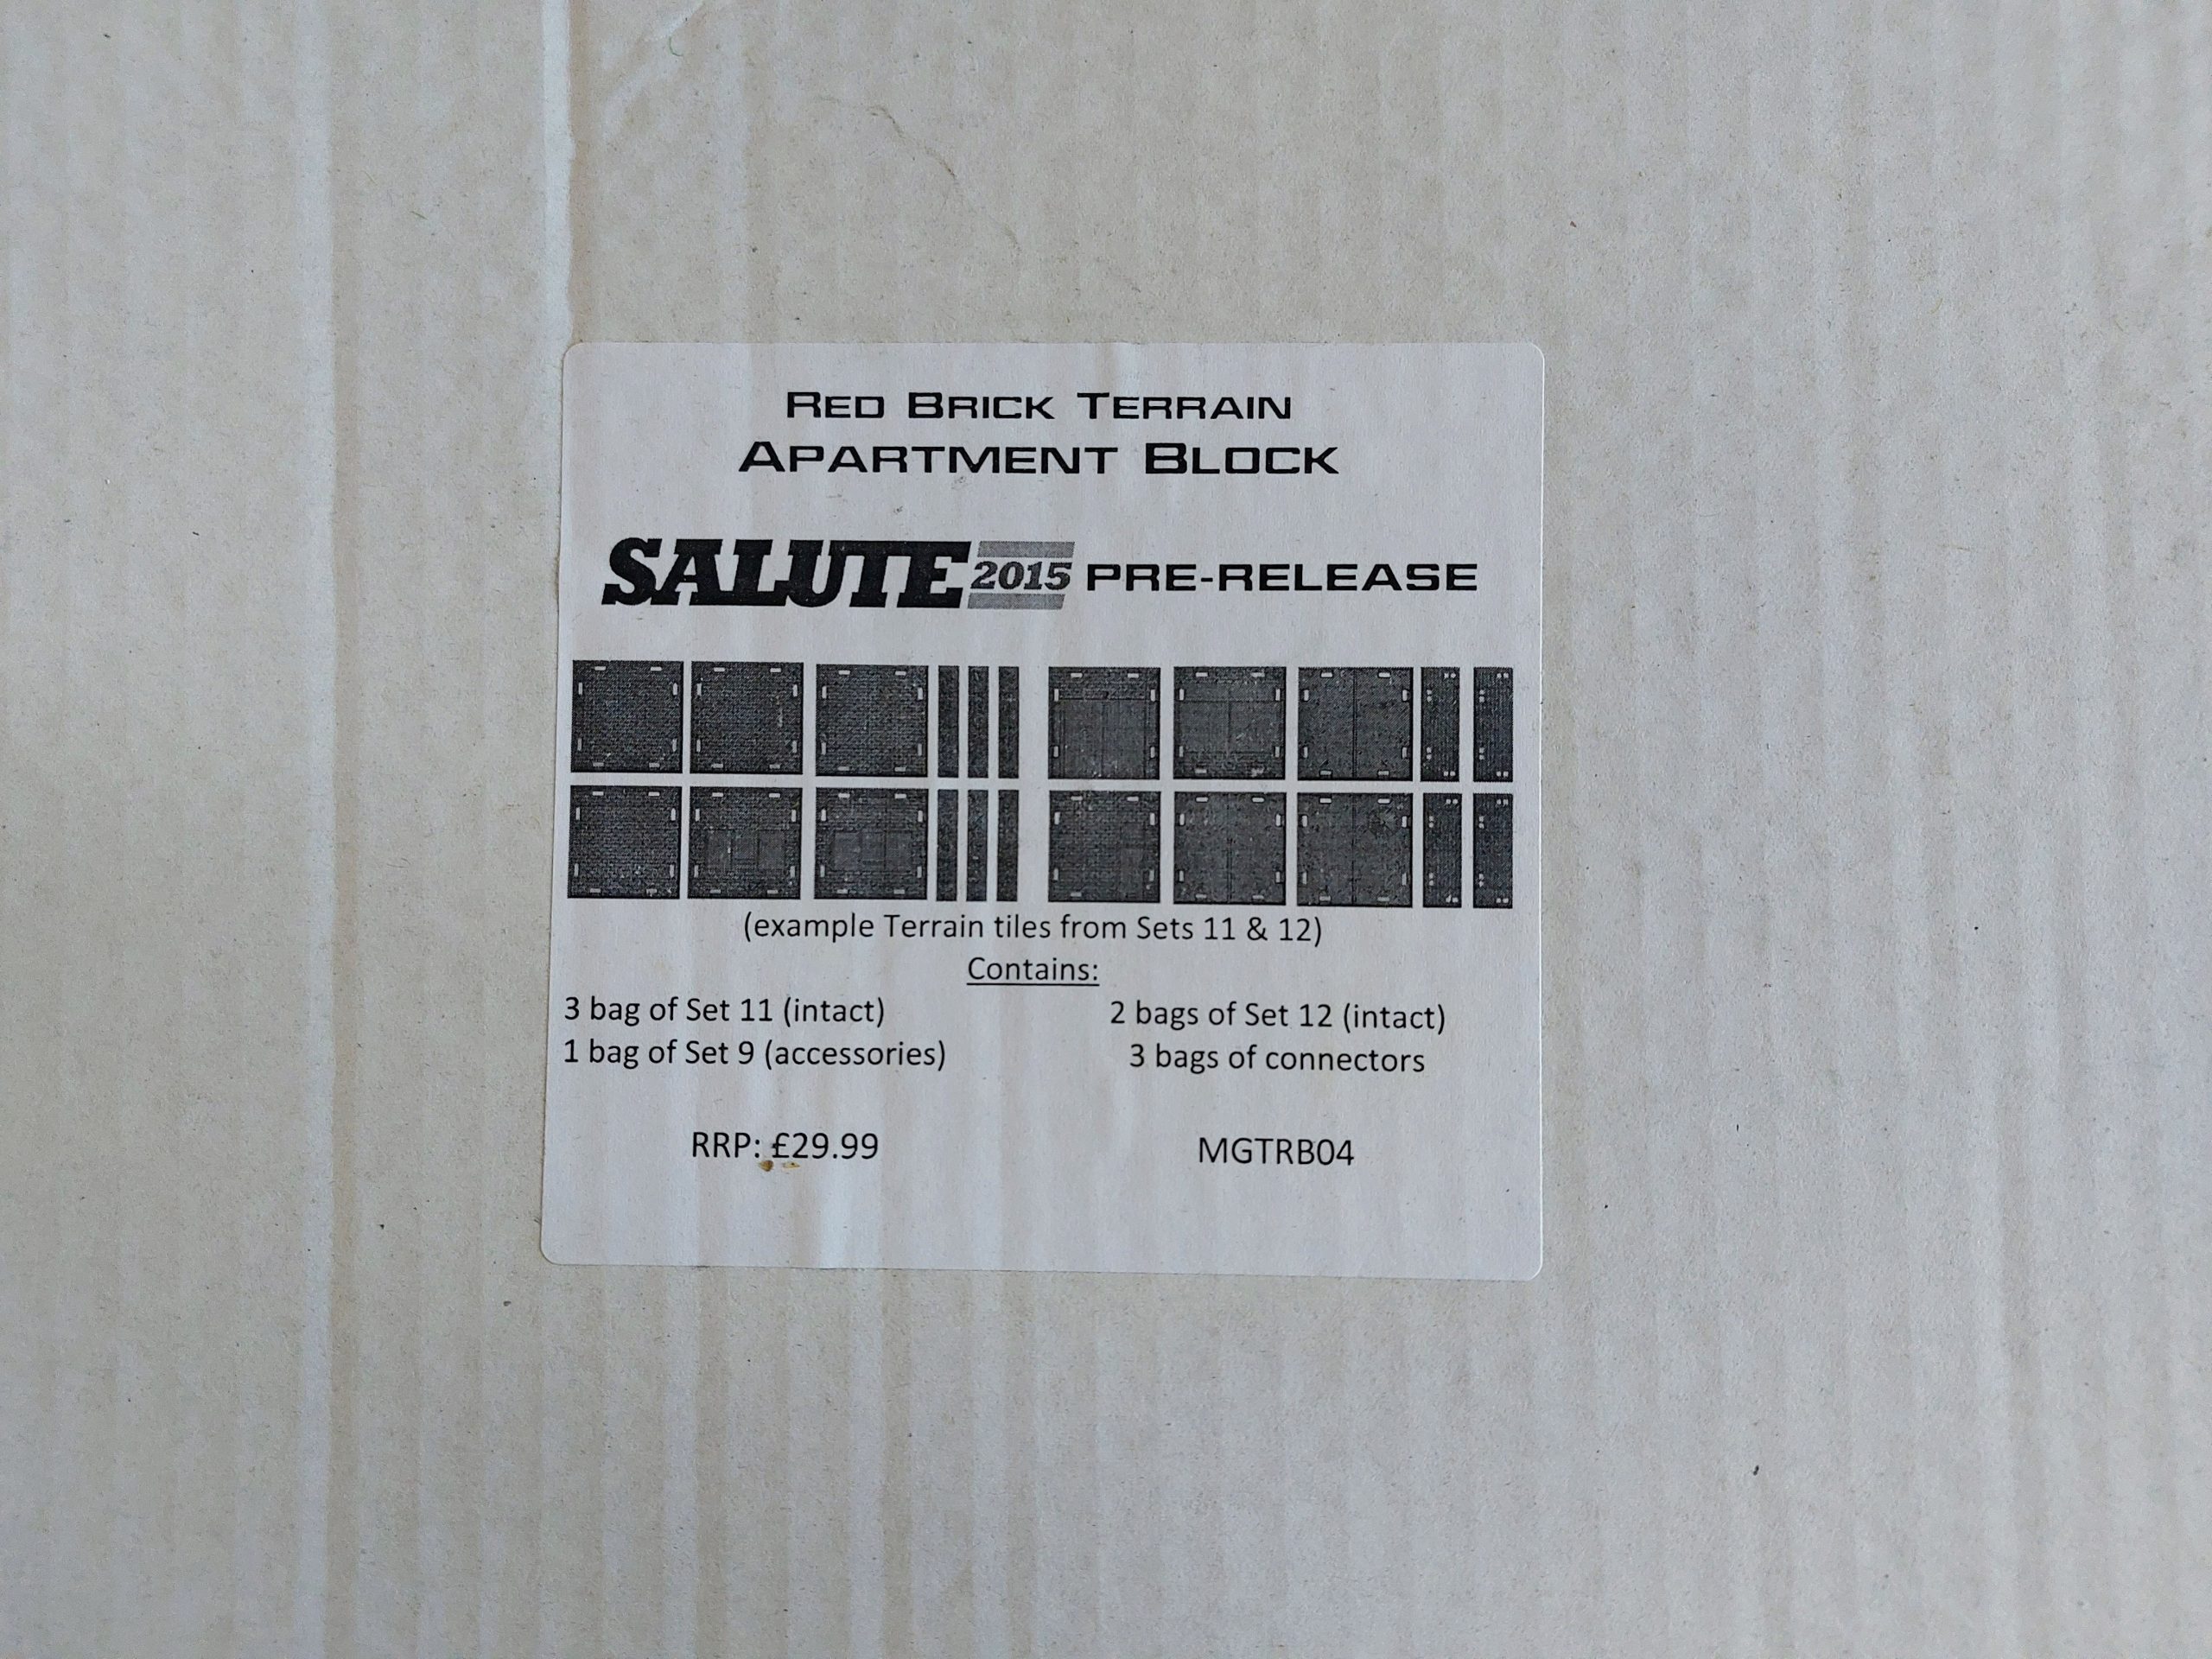 RED BRICK TERRAIN
APARTMENT BLOCK
SALUTE 2015 PRE-RELEASE
(example Terrain tiles from Sets 11 & 12)
Contains:
3 bag of Set 11 (intact) 2 bags of Set 12 (intact)
1 bag of Set 9 (accessories) 3 bags of connectors
RRP: £29.99 MGTRB04